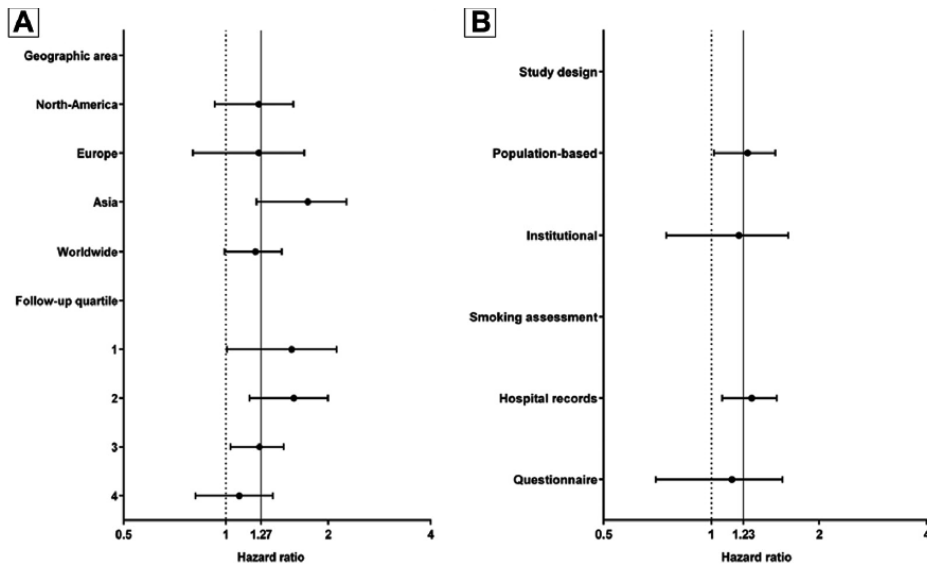 A
Geographic area
North-America
Europe
Asia
Worldwide
Follow-up quartile
1
2
3
4
0.5 1 1.27 2 4
Hazard ratio
B
Study design
Population-based
Institutional
Smoking assessment
Hospital records
Questionnaire
0.5 1 1.23 2 4
Hazard ratio